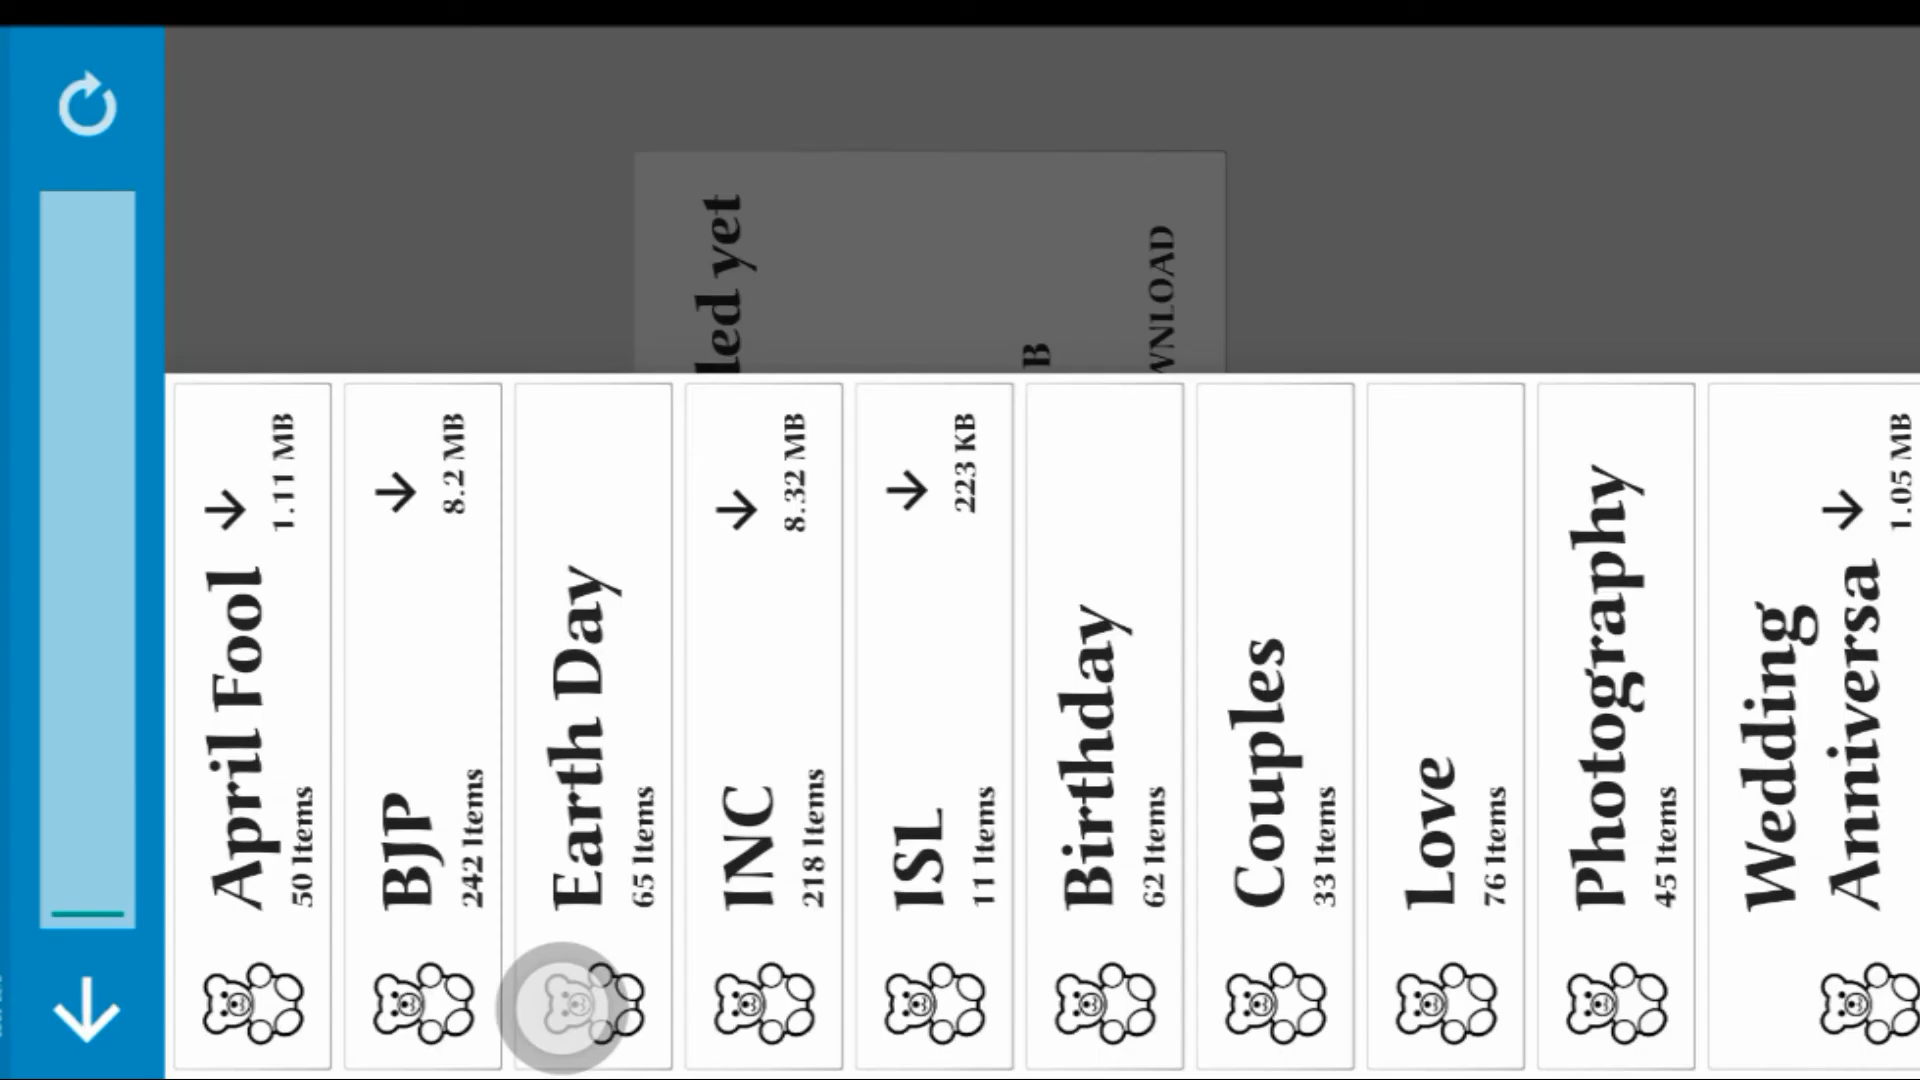 led yet
B
WNLOAD
April Fool
50 Items
1.11 MB
BJP
242 Items
8.2 MB
Earth Day
65 Items
INC
218 Items
8.32 MB
ISL
11 Items
223 KB
Birthday
62 Items
Couples
33 Items
Love
76 Items
Photography
45 Items
Wedding
Anniversa
1.05 MB